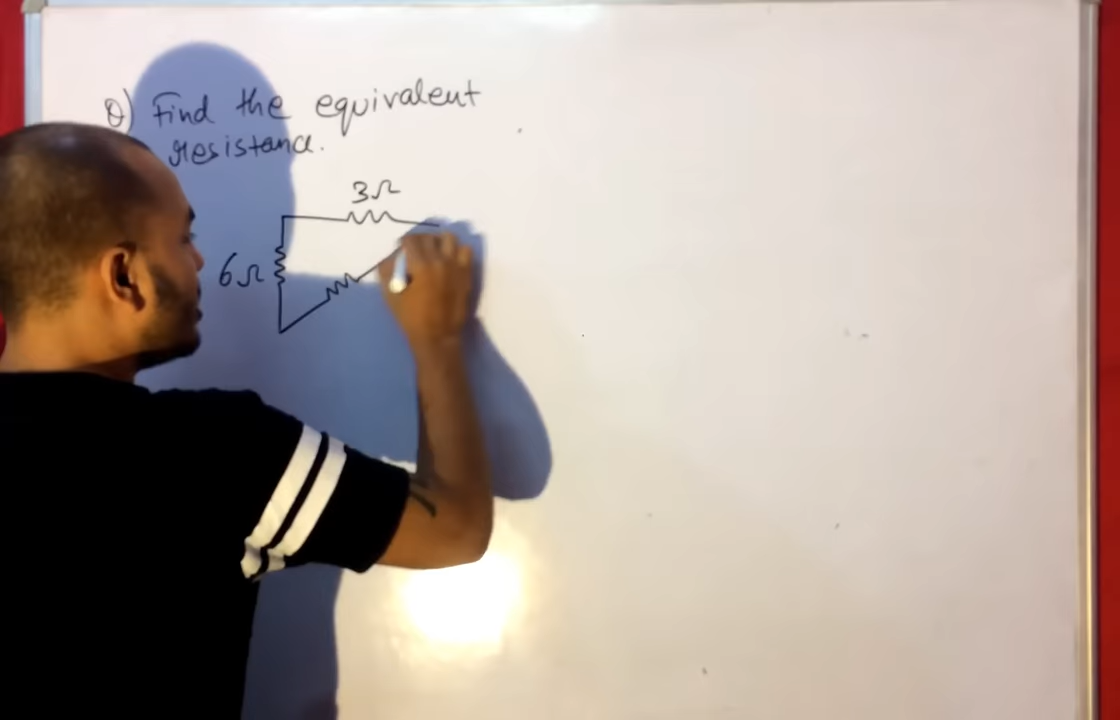 Q) Find the equivalent
resistance.
3Ω
6Ω